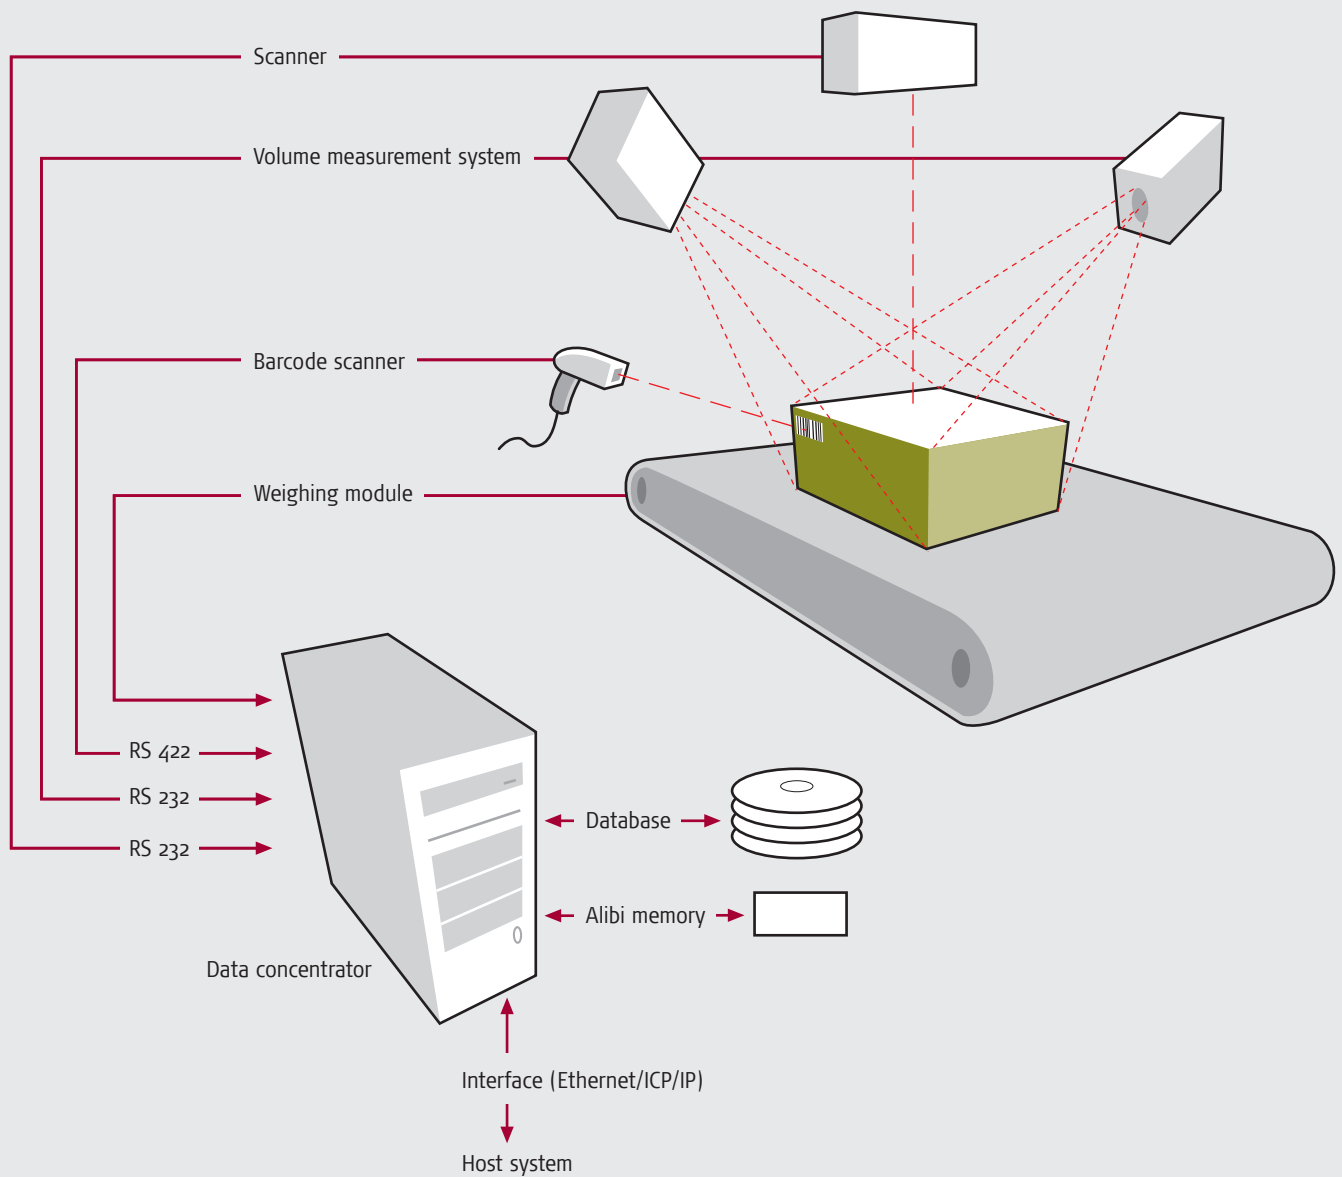 Scanner
Volume measurement system
Barcode scanner
Weighing module
RS 422
RS 232
RS 232
Database
Alibi memory
Data concentrator
Interface (Ethernet/ICP/IP)
Host system